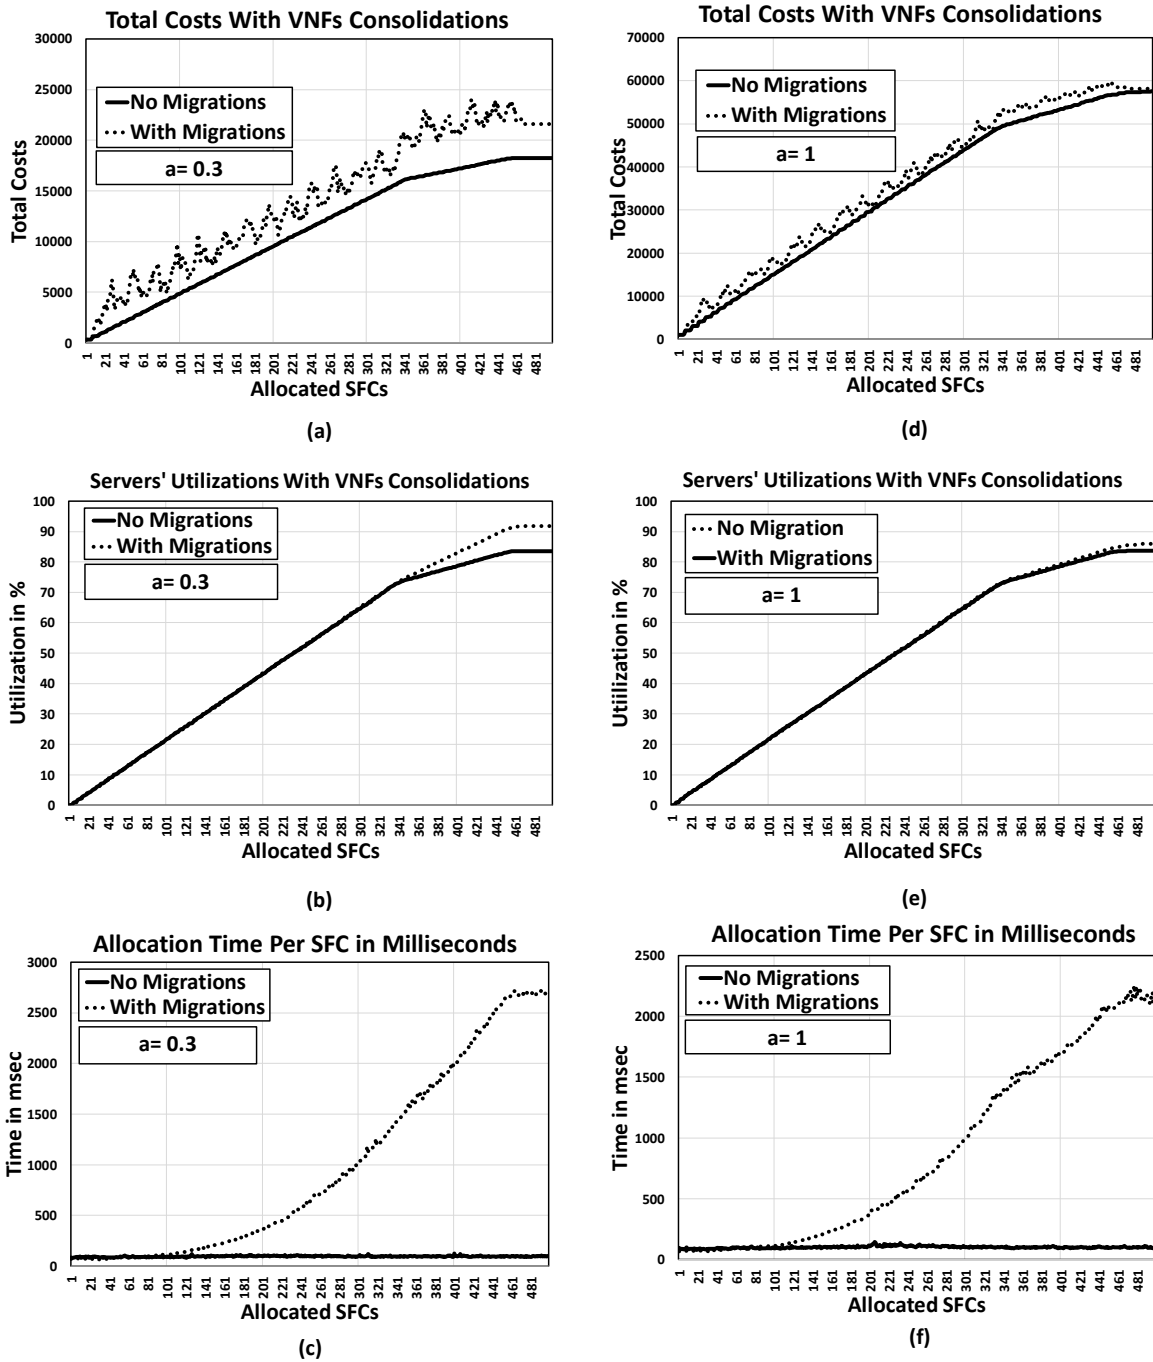 Total Costs With VNFs Consolidations
30000
25000
20000
15000
10000
5000
0
Total Costs
No Migrations
With Migrations
a= 0.3
1 21 41 61 81 101 121 141 161 181 201 221 241 261 281 301 321 341 361 381 401 421 441 461 481
Allocated SFCs
(a)
Total Costs With VNFs Consolidations
70000
60000
50000
40000
30000
20000
10000
0
Total Costs
No Migrations
With Migrations
a= 1
1 21 41 61 81 101 121 141 161 181 201 221 241 261 281 301 321 341 361 381 401 421 441 461 481
Allocated SFCs
(d)
Servers' Utilizations With VNFs Consolidations
100
90
80
70
60
50
40
30
20
10
0
Utilization in %
No Migrations
With Migrations
a= 0.3
1 21 41 61 81 101 121 141 161 181 201 221 241 261 281 301 321 341 361 381 401 421 441 461 481
Allocated SFCs
(b)
Servers' Utilizations With VNFs Consolidations
100
90
80
70
60
50
40
30
20
10
0
Utiilization in %
No Migration
With Migrations
a= 1
1 21 41 61 81 101 121 141 161 181 201 221 241 261 281 301 321 341 361 381 401 421 441 461 481
Allocated SFCs
(e)
Allocation Time Per SFC in Milliseconds
3000
2500
2000
1500
1000
500
0
Time in msec
No Migrations
With Migrations
a= 0.3
1 21 41 61 81 101 121 141 161 181 201 221 241 261 281 301 321 341 361 381 401 421 441 461 481
Allocated SFCs
(c)
Allocation Time Per SFC in Milliseconds
2500
2000
1500
1000
500
0
Time in msec
No Migrations
With Migrations
a= 1
1 21 41 61 81 101 121 141 161 181 201 221 241 261 281 301 321 341 361 381 401 421 441 461 481
Allocated SFCs
(f)